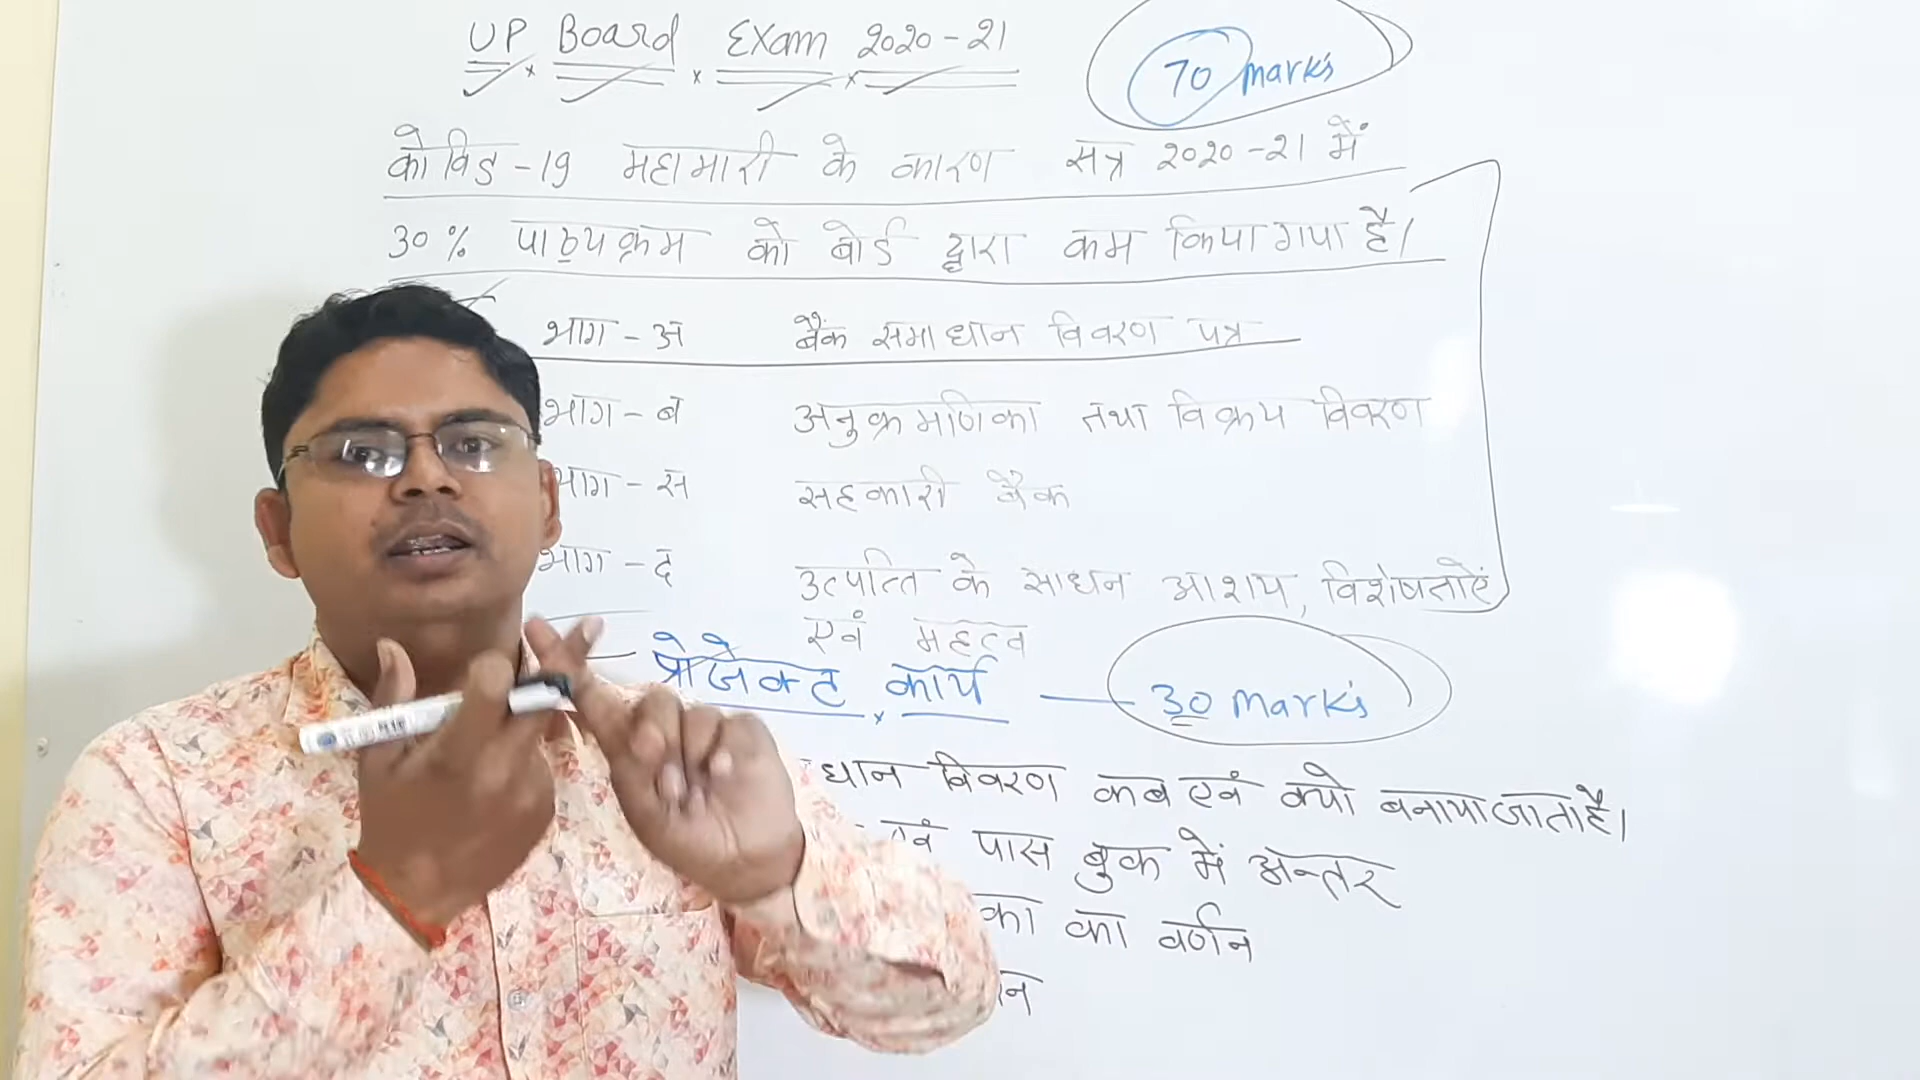 UP Board Exam 2020-21
70 marks
कोविड-19 महामारी के कारण सत्र 2020-21 में
30% पाठ्यक्रम को बोर्ड द्वारा कम किया गया है।
भाग-अ बैंक समाधान विवरण पत्र
भाग-ब अनुक्रमणिका तथा विक्रय विवरण
भाग-स सहकारी बैंक
भाग-द उत्पत्ति के साधन आशय, विशेषताएं
एवं महत्व
प्रोजेक्ट कार्य — 30 marks
विवरण कब एवं क्यो बनाया जाता है।
एवं पास बुक में अन्तर
का वर्णन